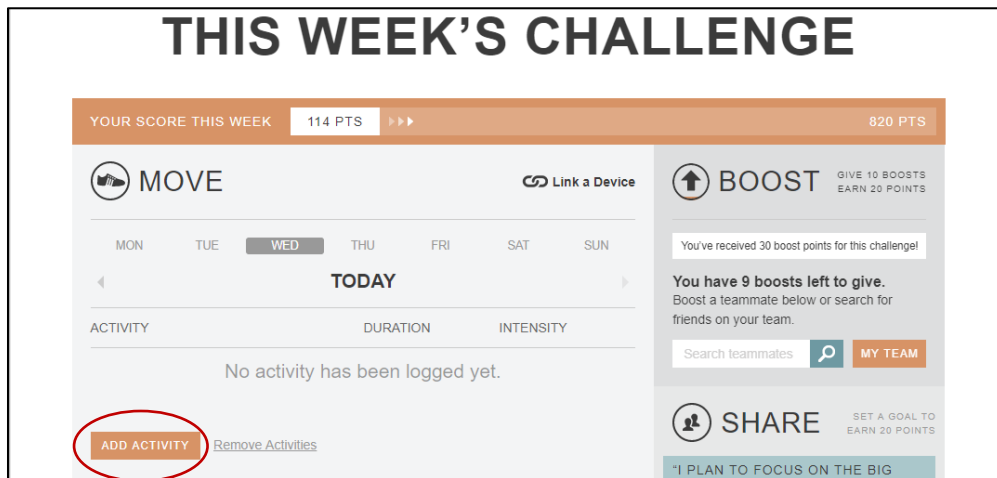 THIS WEEK'S CHALLENGE
YOUR SCORE THIS WEEK 114 PTS 820 PTS
MOVE
Link a Device
MON TUE WED THU FRI SAT SUN
TODAY
ACTIVITY DURATION INTENSITY
No activity has been logged yet.
ADD ACTIVITY Remove Activities
BOOST
GIVE 10 BOOSTS
EARN 20 POINTS
You've received 30 boost points for this challenge!
You have 9 boosts left to give.
Boost a teammate below or search for
friends on your team.
Search teammates MY TEAM
SHARE
SET A GOAL TO
EARN 20 POINTS
“I PLAN TO FOCUS ON THE BIG